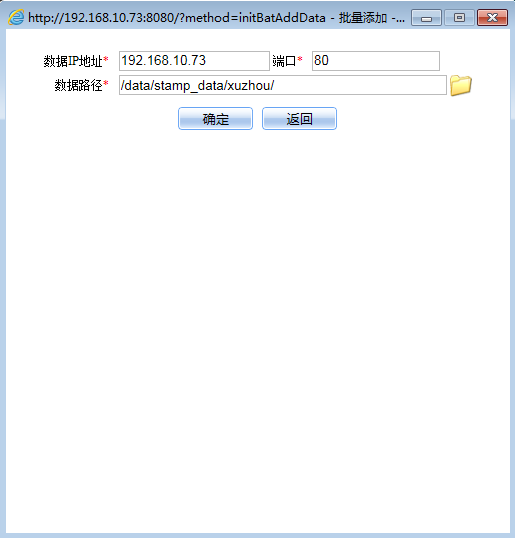 http://192.168.10.73:8080/?method=initBatAddData - 批量添加 -...
数据IP地址* 192.168.10.73 端口* 80
数据路径* /data/stamp_data/xuzhou/
确定 返回